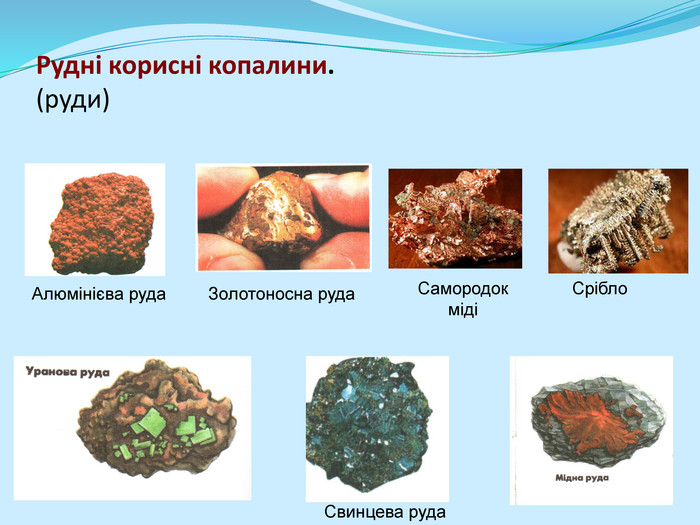 Рудні корисні копалини.
(руди)
Алюмінієва руда
Золотоносна руда
Самородок
міді
Срібло
Уранова руда
Свинцева руда
Мідна руда